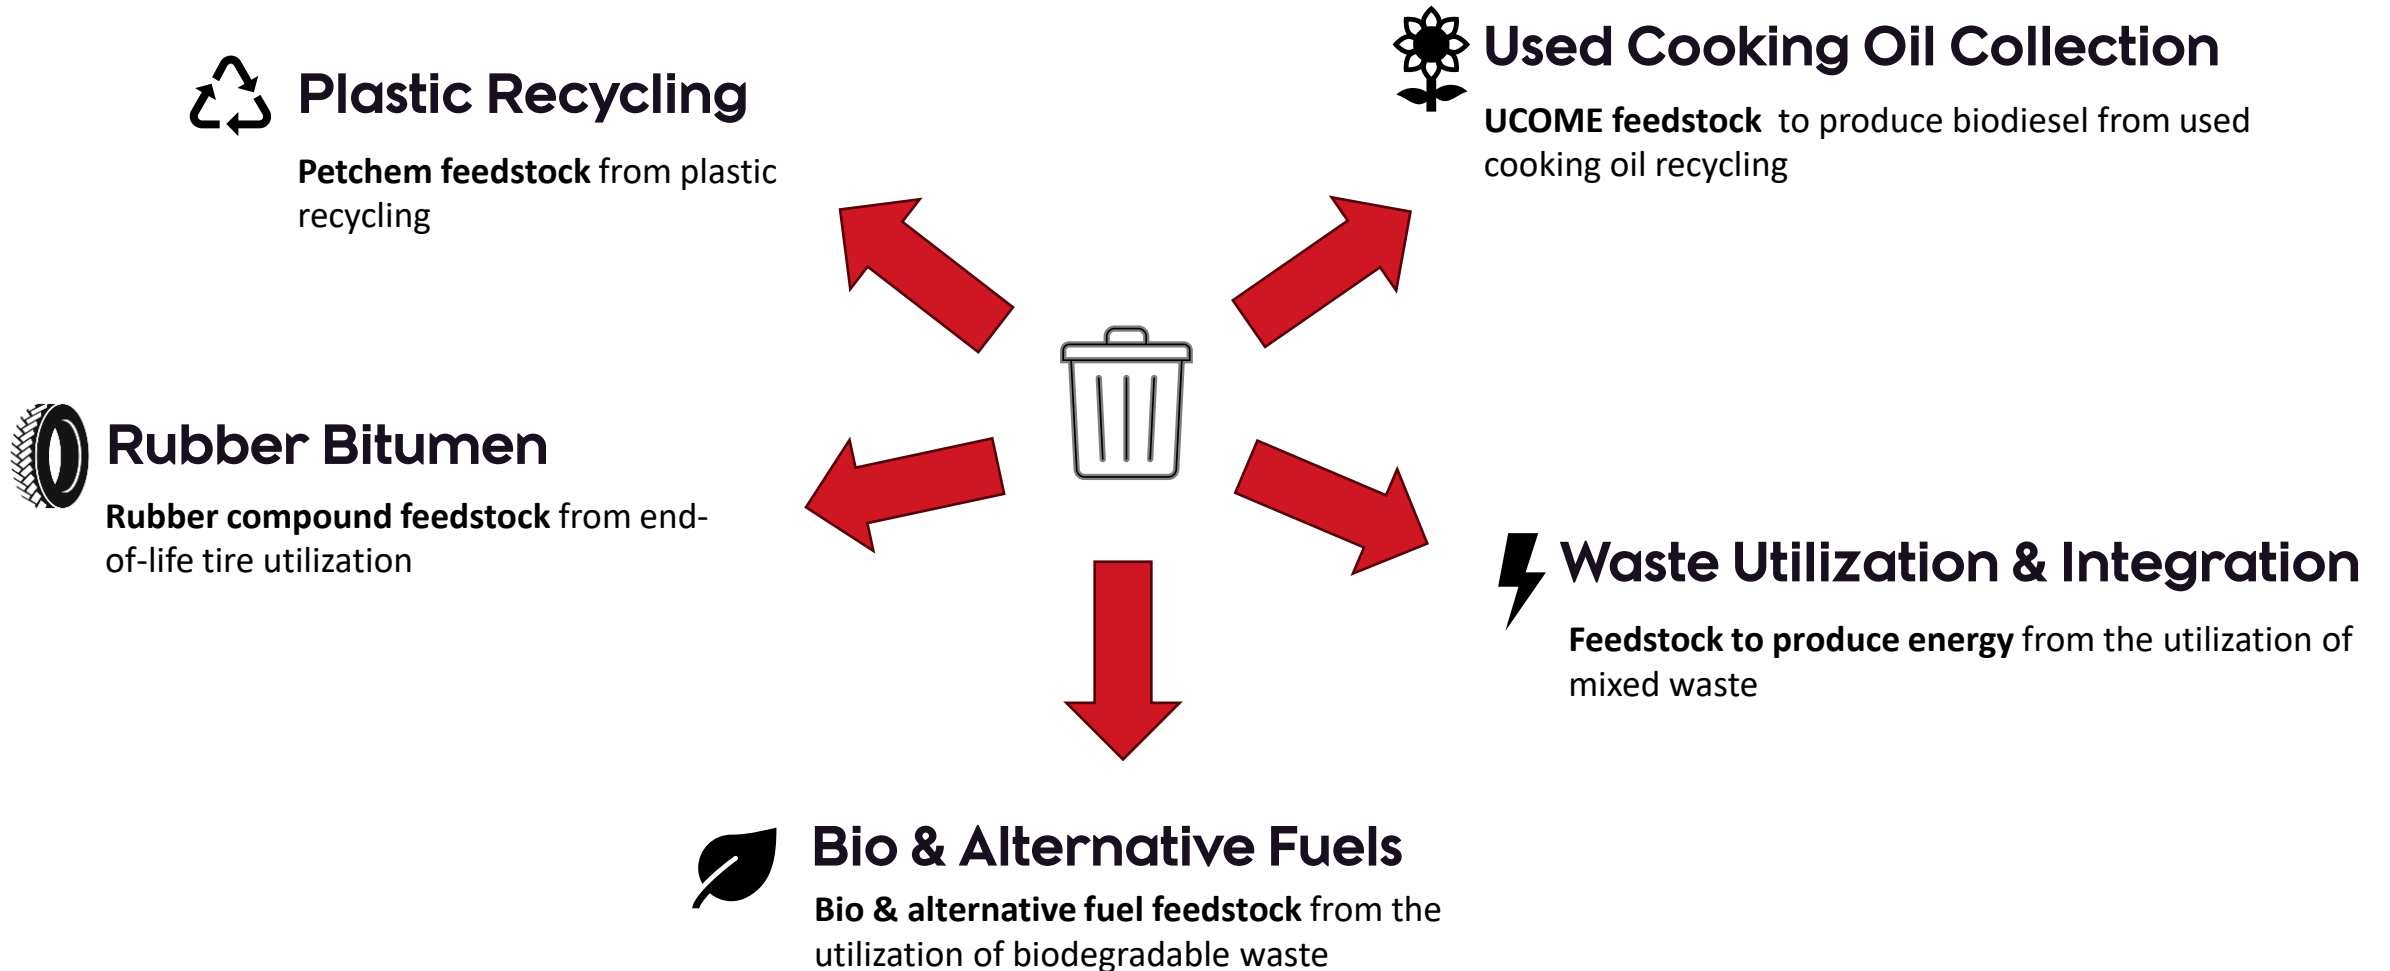 Plastic Recycling
Petchem feedstock from plastic
recycling
Used Cooking Oil Collection
UCOME feedstock  to produce biodiesel from used
cooking oil recycling
Rubber Bitumen
Rubber compound feedstock from end-
of-life tire utilization
Waste Utilization & Integration
Feedstock to produce energy from the utilization of
mixed waste
Bio & Alternative Fuels
Bio & alternative fuel feedstock from the
utilization of biodegradable waste